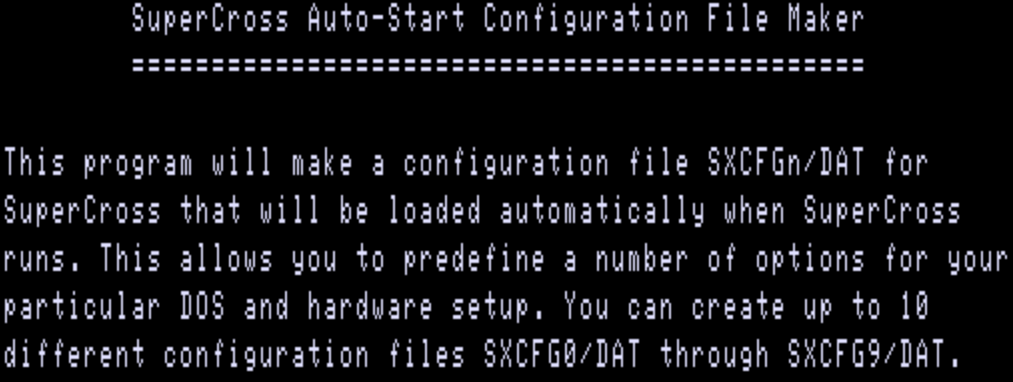 SuperCross Auto-Start Configuration File Maker
==============================================
This program will make a configuration file SXCFGn/DAT for
SuperCross that will be loaded automatically when SuperCross
runs. This allows you to predefine a number of options for your
particular DOS and hardware setup. You can create up to 10
different configuration files SXCFG0/DAT through SXCFG9/DAT.